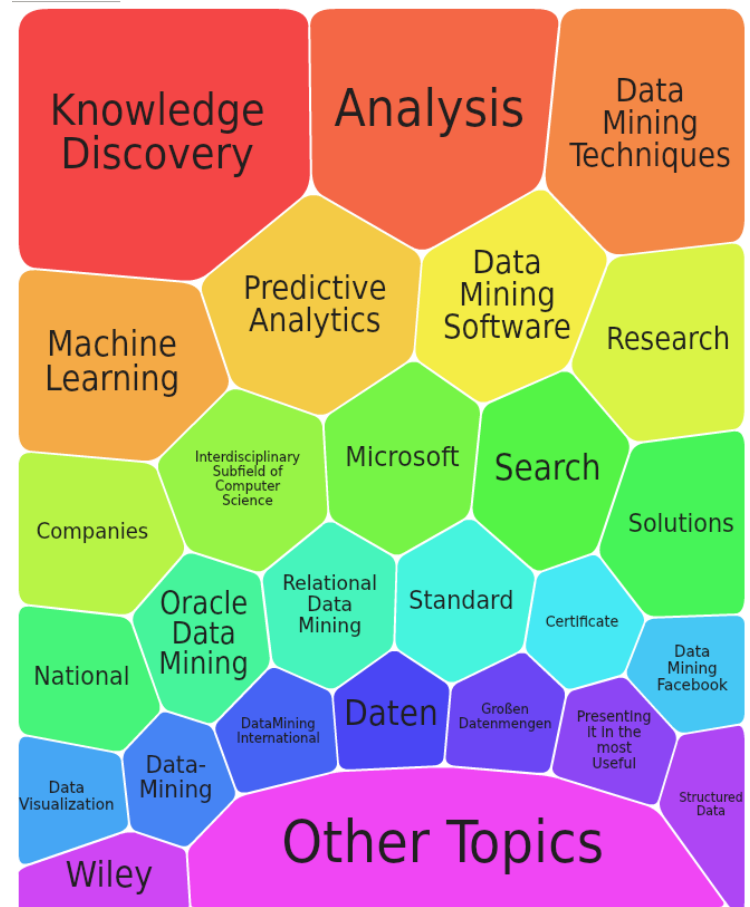 Knowledge
Discovery
Analysis
Data
Mining
Techniques
Predictive
Analytics
Data
Mining
Software
Machine
Learning
Research
Interdisciplinary
Subfield of
Computer
Science
Microsoft
Search
Companies
Solutions
Oracle
Data
Mining
Relational
Data
Mining
Standard
Certificate
National
Data
Mining
Facebook
DataMining
International
Daten
Großen
Datenmengen
Presenting
It in the
most
Useful
Data
Visualization
Data-
Mining
Structured
Data
Wiley
Other Topics